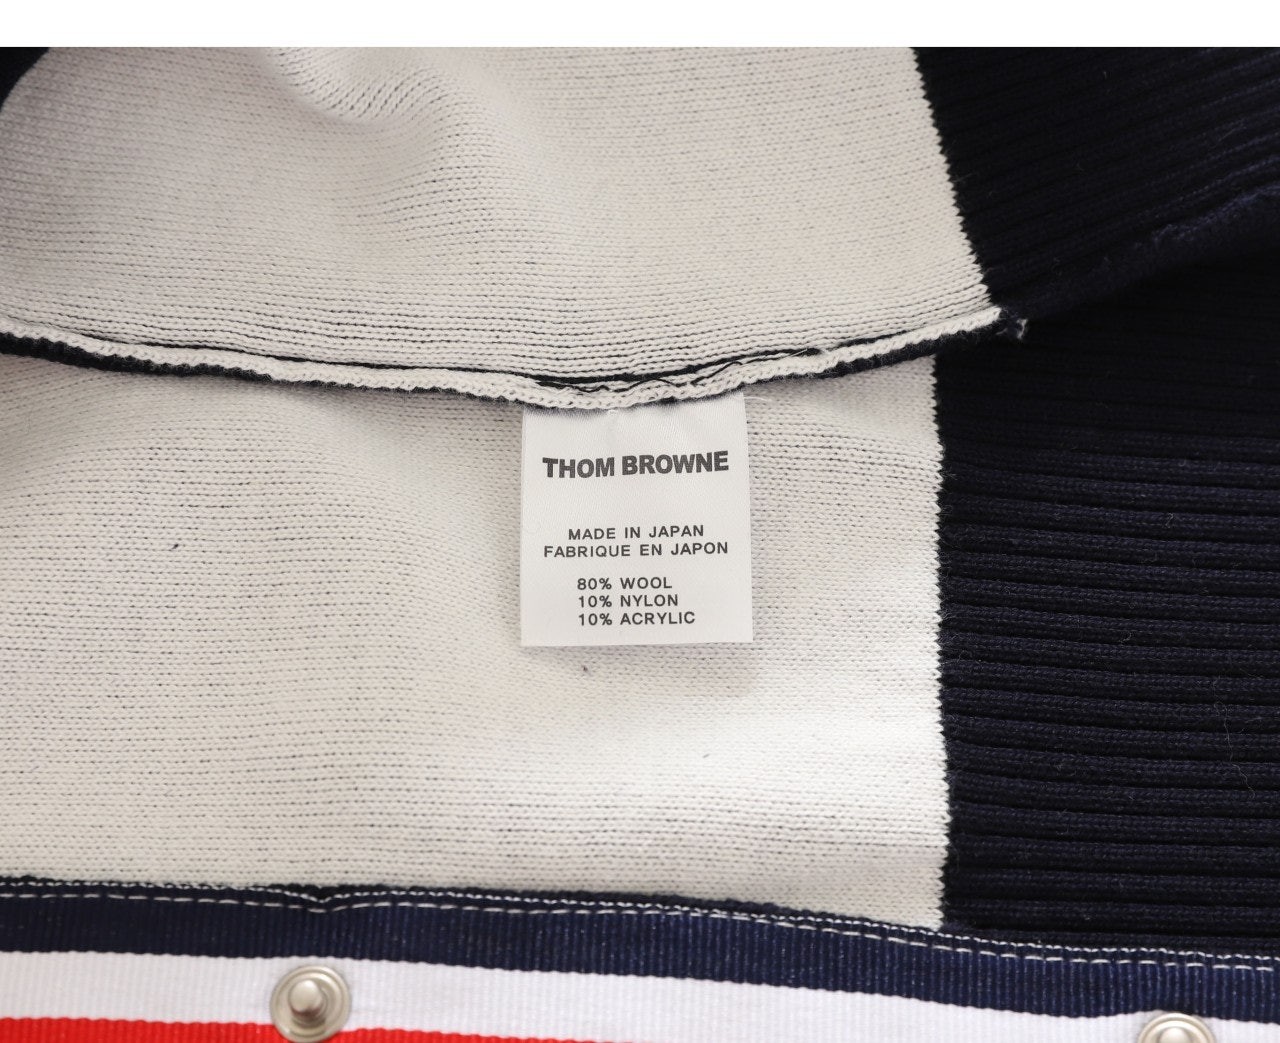 THOM BROWNE
MADE IN JAPAN
FABRIQUE EN JAPON
80% WOOL
10% NYLON
10% ACRYLIC